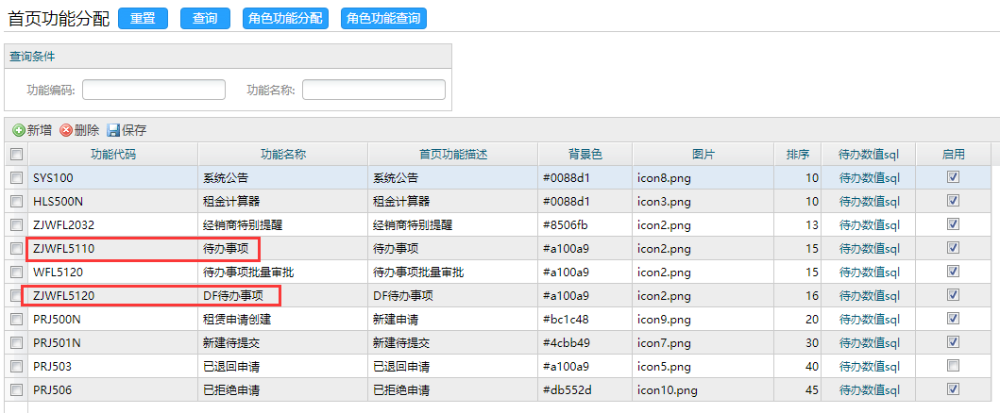 首页功能分配 重置 查询 角色功能分配 角色功能查询
查询条件
功能编码: 功能名称:
新增 删除 保存
功能代码 功能名称 首页功能描述 背景色 图片 排序 待办数值sql 启用
SYS100 系统公告 系统公告 #0088d1 icon8.png 10 待办数值sql
HLS500N 租金计算器 租金计算器 #0088d1 icon3.png 10 待办数值sql
ZJWFL2032 经销商特别提醒 经销商特别提醒 #8506fb icon2.png 13 待办数值sql
ZJWFL5110 待办事项 待办事项 #a100a9 icon2.png 15 待办数值sql
WFL5120 待办事项批量审批 待办事项批量审批 #a100a9 icon2.png 15 待办数值sql
ZJWFL5120 DF待办事项 DF待办事项 #a100a9 icon2.png 16 待办数值sql
PRJ500N 租赁申请创建 新建申请 #bc1c48 icon9.png 20 待办数值sql
PRJ501N 新建待提交 新建待提交 #4cbb49 icon7.png 30 待办数值sql
PRJ503 已退回申请 已退回申请 #a100a9 icon5.png 40 待办数值sql
PRJ506 已拒绝申请 已拒绝申请 #db552d icon10.png 45 待办数值sql